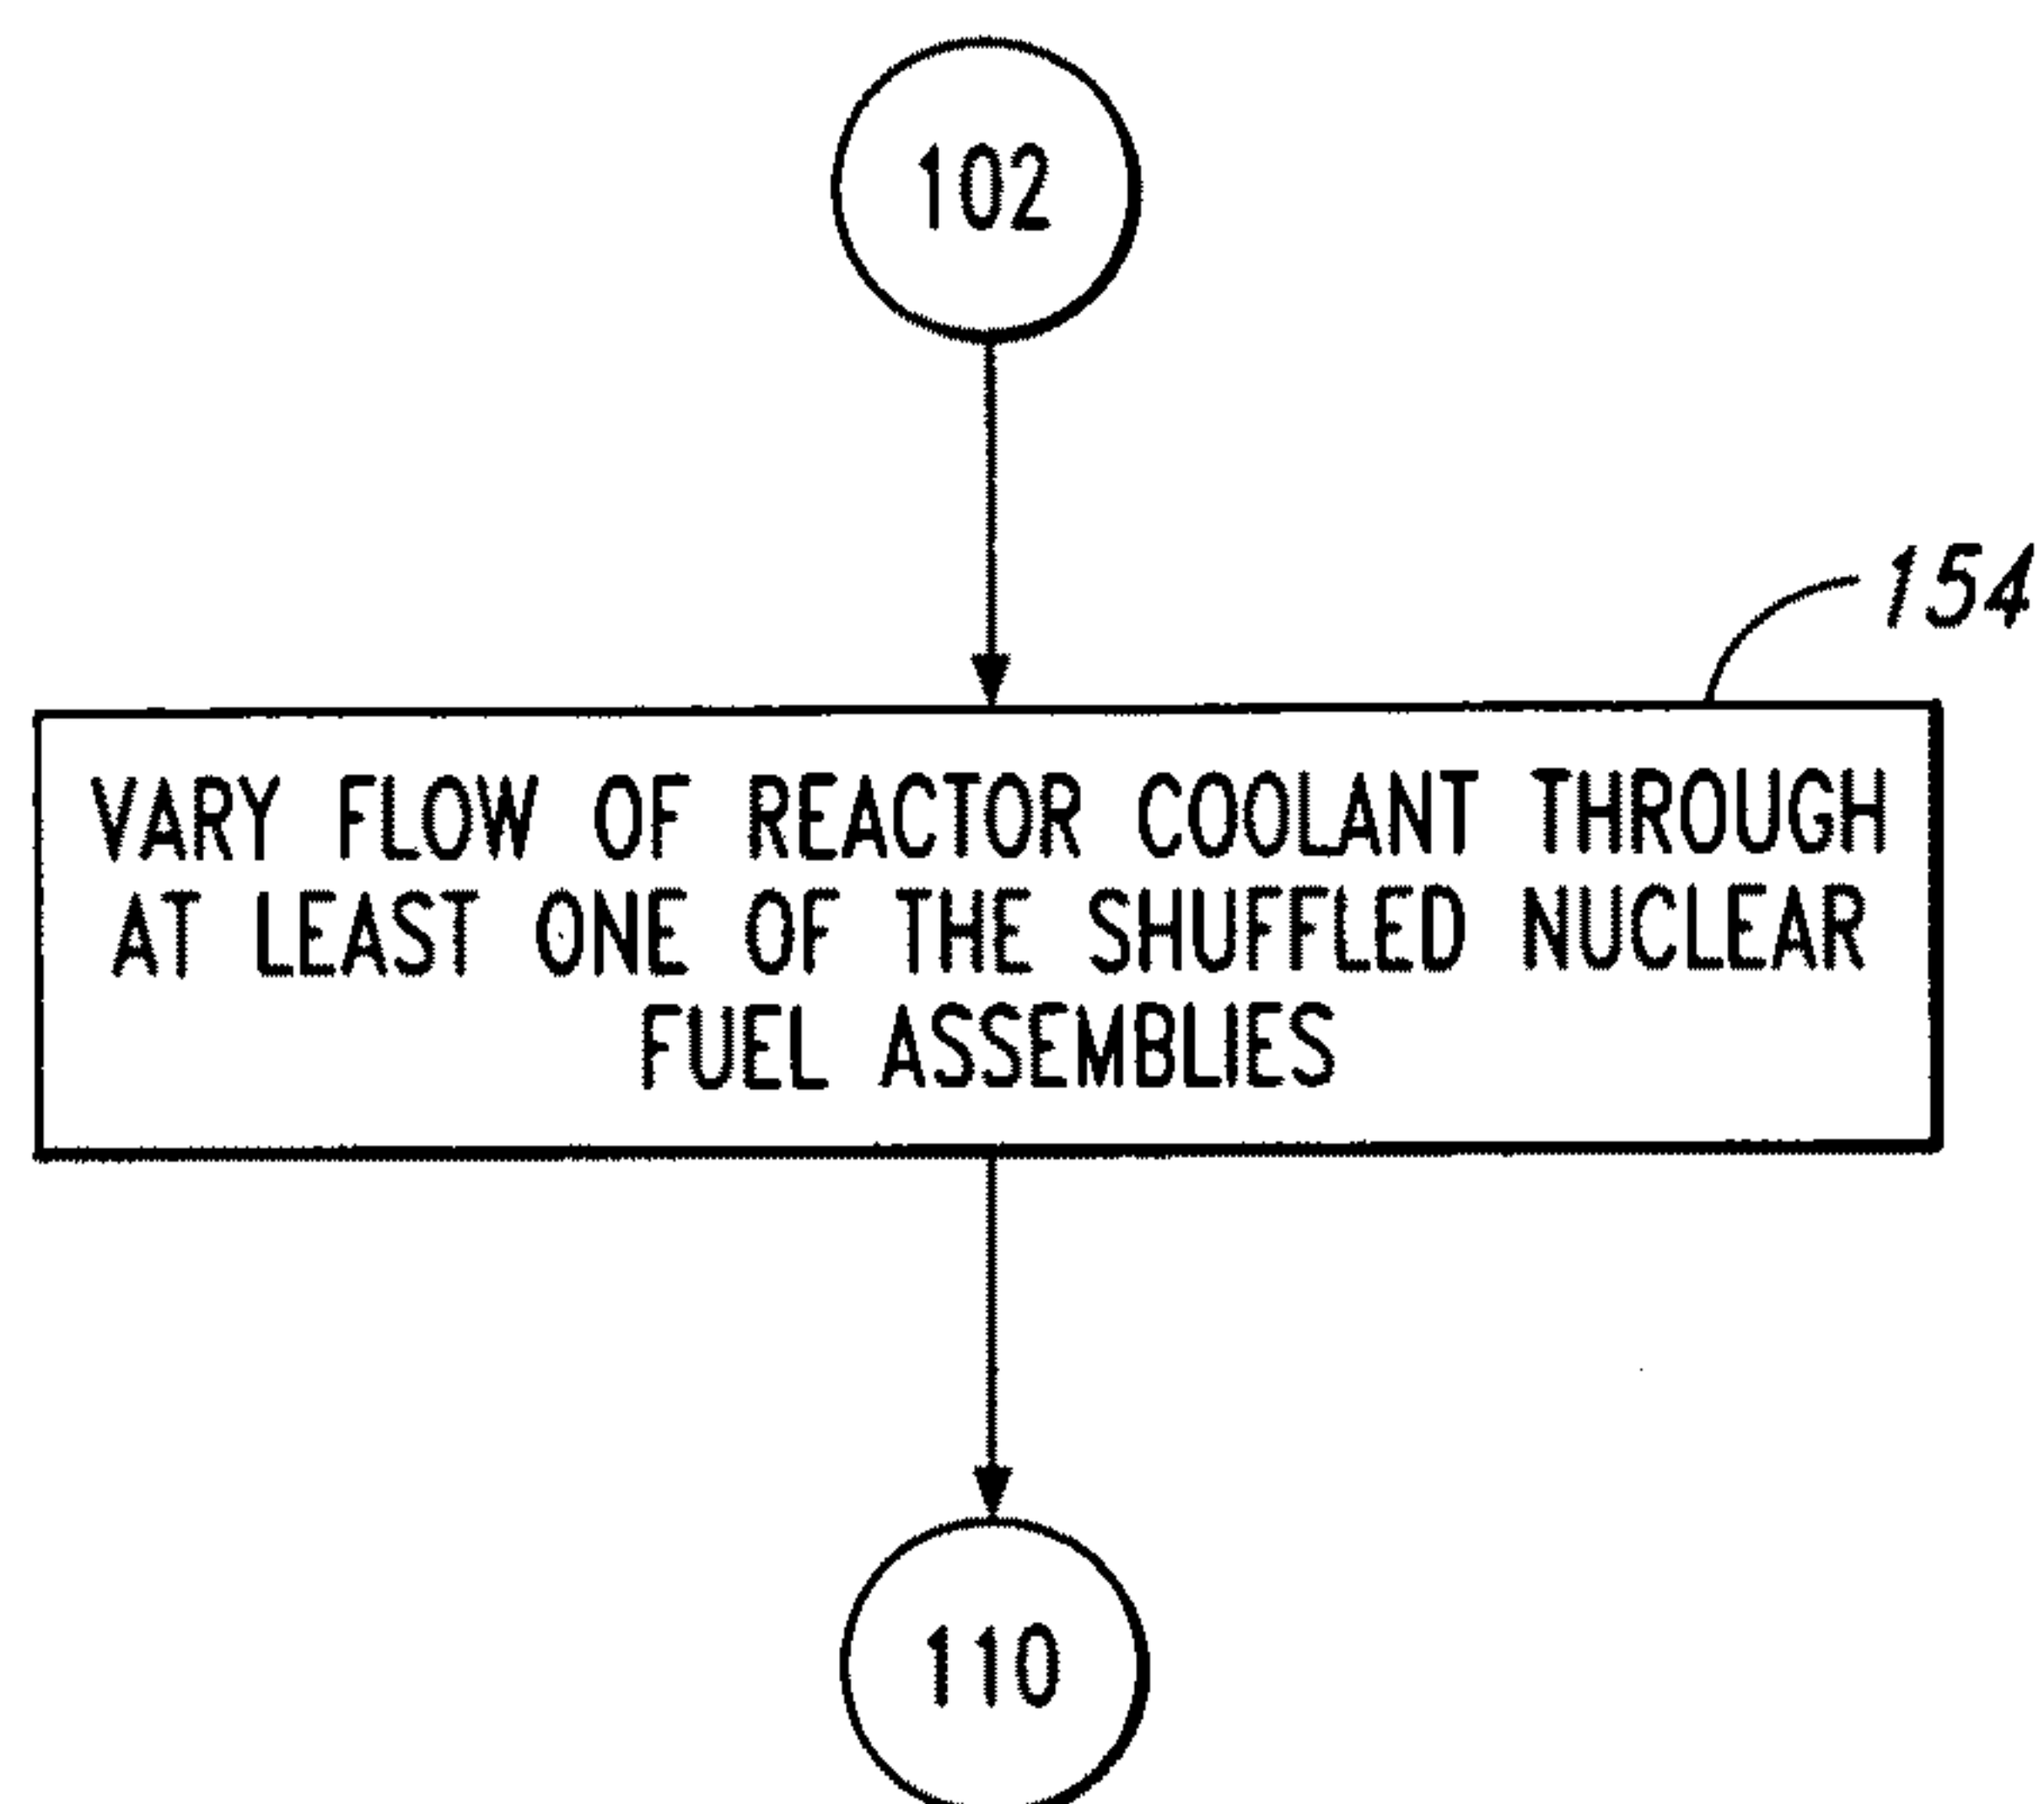 102
154
VARY FLOW OF REACTOR COOLANT THROUGH
AT LEAST ONE OF THE SHUFFLED NUCLEAR
FUEL ASSEMBLIES
110